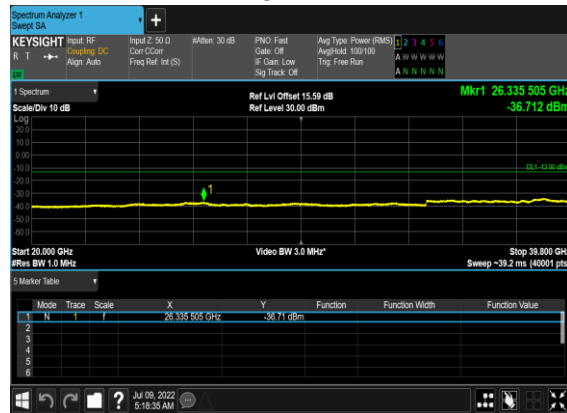 Spectrum Analyzer 1
Swept SA
+
KEYSIGHT Input: RF Input Z: 50 Ω #Atten: 30 dB PNO: Fast Avg Type: Power (RMS) 1 2 3 4 5 6
R T Coupling: DC Corr CCorr Gate: Off Avg|Hold: 100/100 A W W W W W
Align: Auto Freq Ref: Int (S) IF Gain: Low Trig: Free Run
Sig Track: Off A N N N N N
1 Spectrum Ref Lvl Offset 15.59 dB Mkr1 26.335 505 GHz
Scale/Div 10 dB Ref Level 30.00 dBm -36.712 dBm
Log
20.0
10.0
0.00
-10.0 DL1 -13.00 dBm
-20.0
-30.0 1
-40.0
-50.0
-60.0
Start 20.000 GHz Video BW 3.0 MHz* Stop 39.800 GHz
#Res BW 1.0 MHz Sweep ~39.2 ms (40001 pts
5 Marker Table
Mode Trace Scale X Y Function Function Width Function Value
1 N 1 f 26.335 505 GHz -36.71 dBm
2
3
4
5
6
? Jul 09, 2022
5:18:35 AM